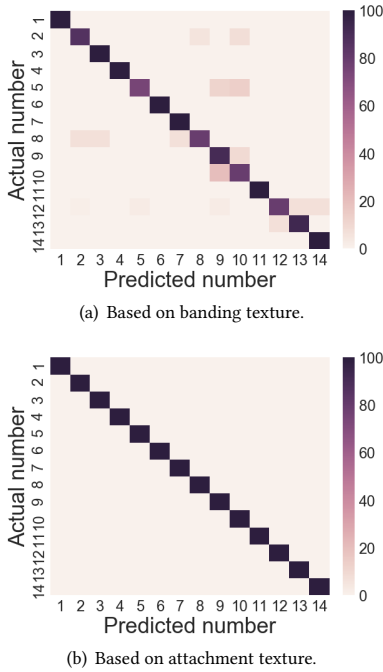 Actual number
1 2 3 4 5 6 7 8 9 10 11 12 13 14
1 2 3 4 5 6 7 8 9 10 11 12 13 14
Predicted number
100
80
60
40
20
0
(a) Based on banding texture.
Actual number
1 2 3 4 5 6 7 8 9 10 11 12 13 14
1 2 3 4 5 6 7 8 9 10 11 12 13 14
Predicted number
100
80
60
40
20
0
(b) Based on attachment texture.